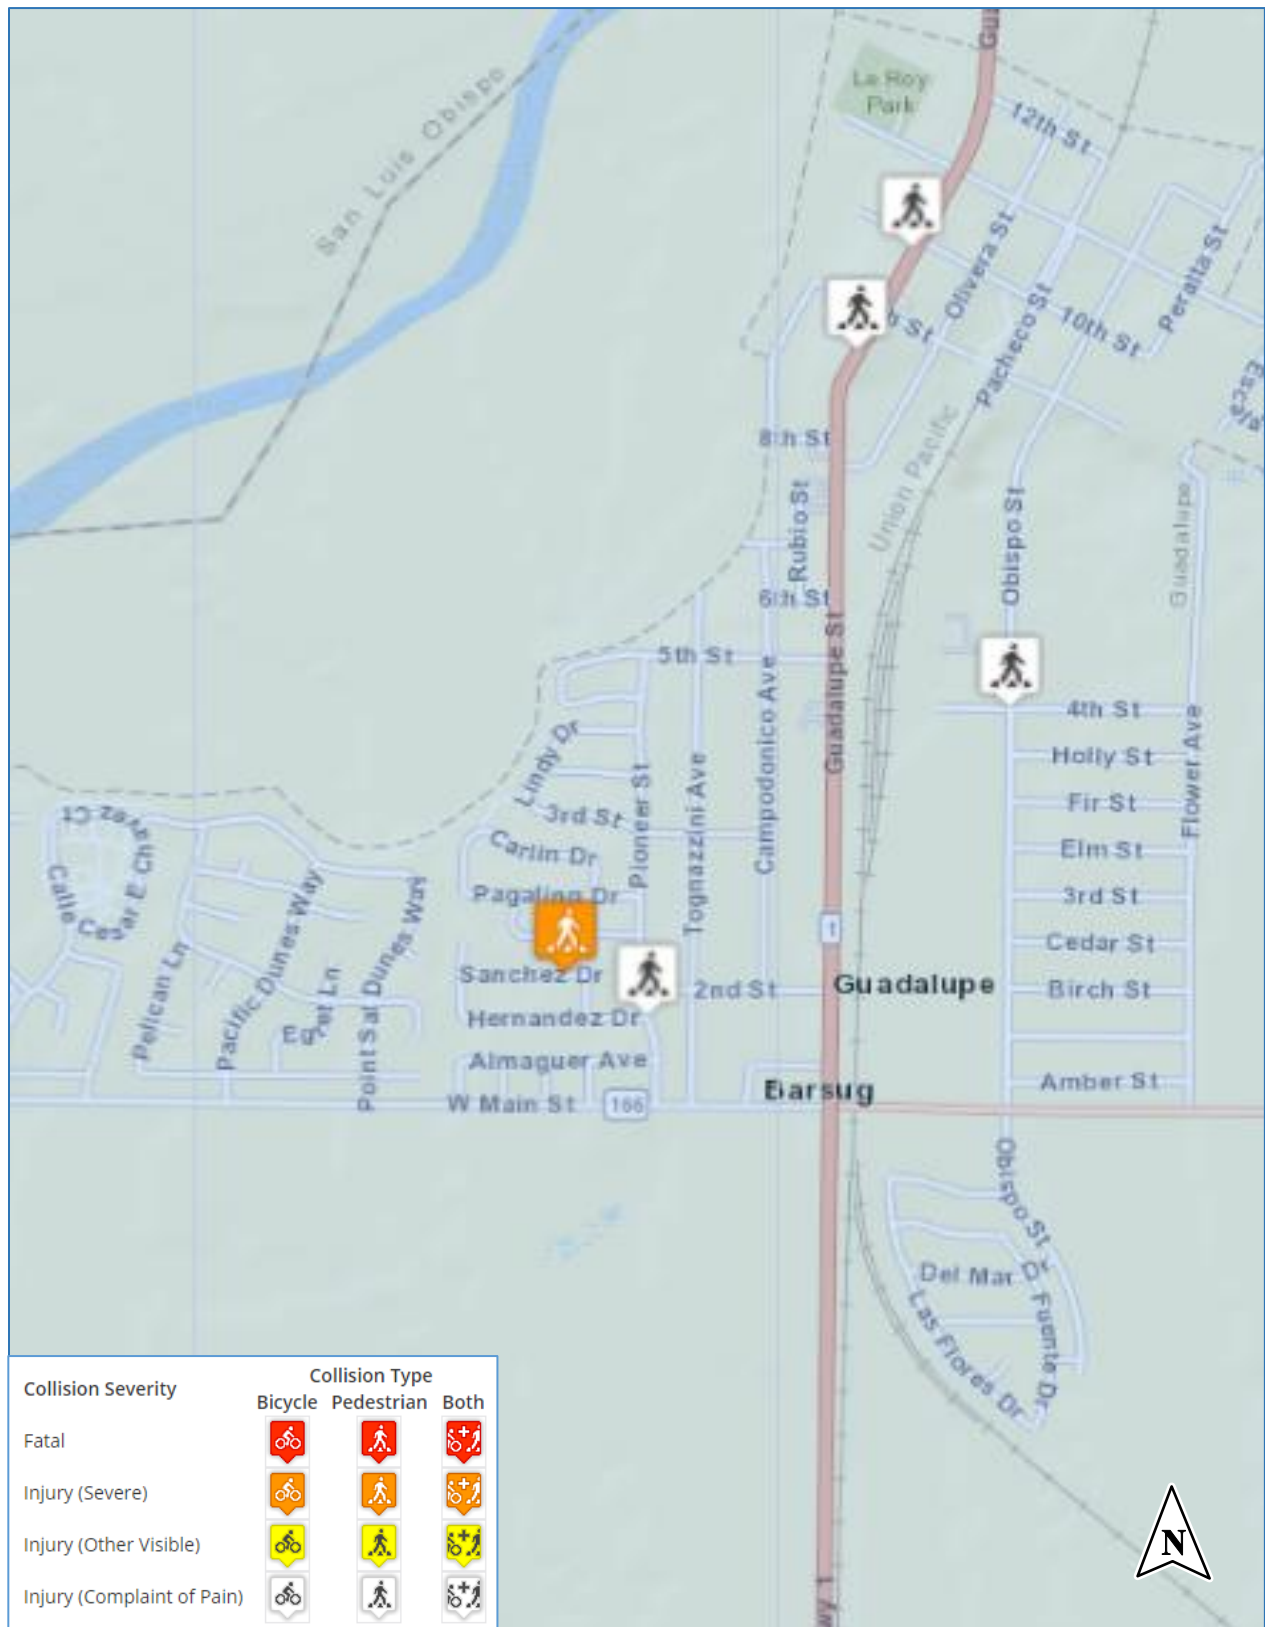 Gu
La Roy
Park
12th St
San Luis Obispo
Olivera St
Peralta St
St
10th St
Pacheco St
8th St
Union Pacific
Rubio St
Obispo St
Guadalupe
6th St
5th St
Guadalupe St
4th St
Holly St
Fir St
Elm St
3rd St
Cedar St
Birch St
Amber St
Flower Ave
Lindy Dr
3rd St
Pioneer St
Tognazzini Ave
Campodonico Ave
Carlin Dr
Pagaling Dr
Sanchez Dr
2nd St
Hernandez Dr
Almaguer Ave
W Main St
166
1
Guadalupe
Barsug
Pelican Ln
Pacific Dunes Way
Point Sal Dunes Way
Obispo St
Del Mar Dr
Las Flores Dr
Fuente Dr
Collision Severity
Collision Type
Bicycle Pedestrian Both
Fatal
Injury (Severe)
Injury (Other Visible)
Injury (Complaint of Pain)
N